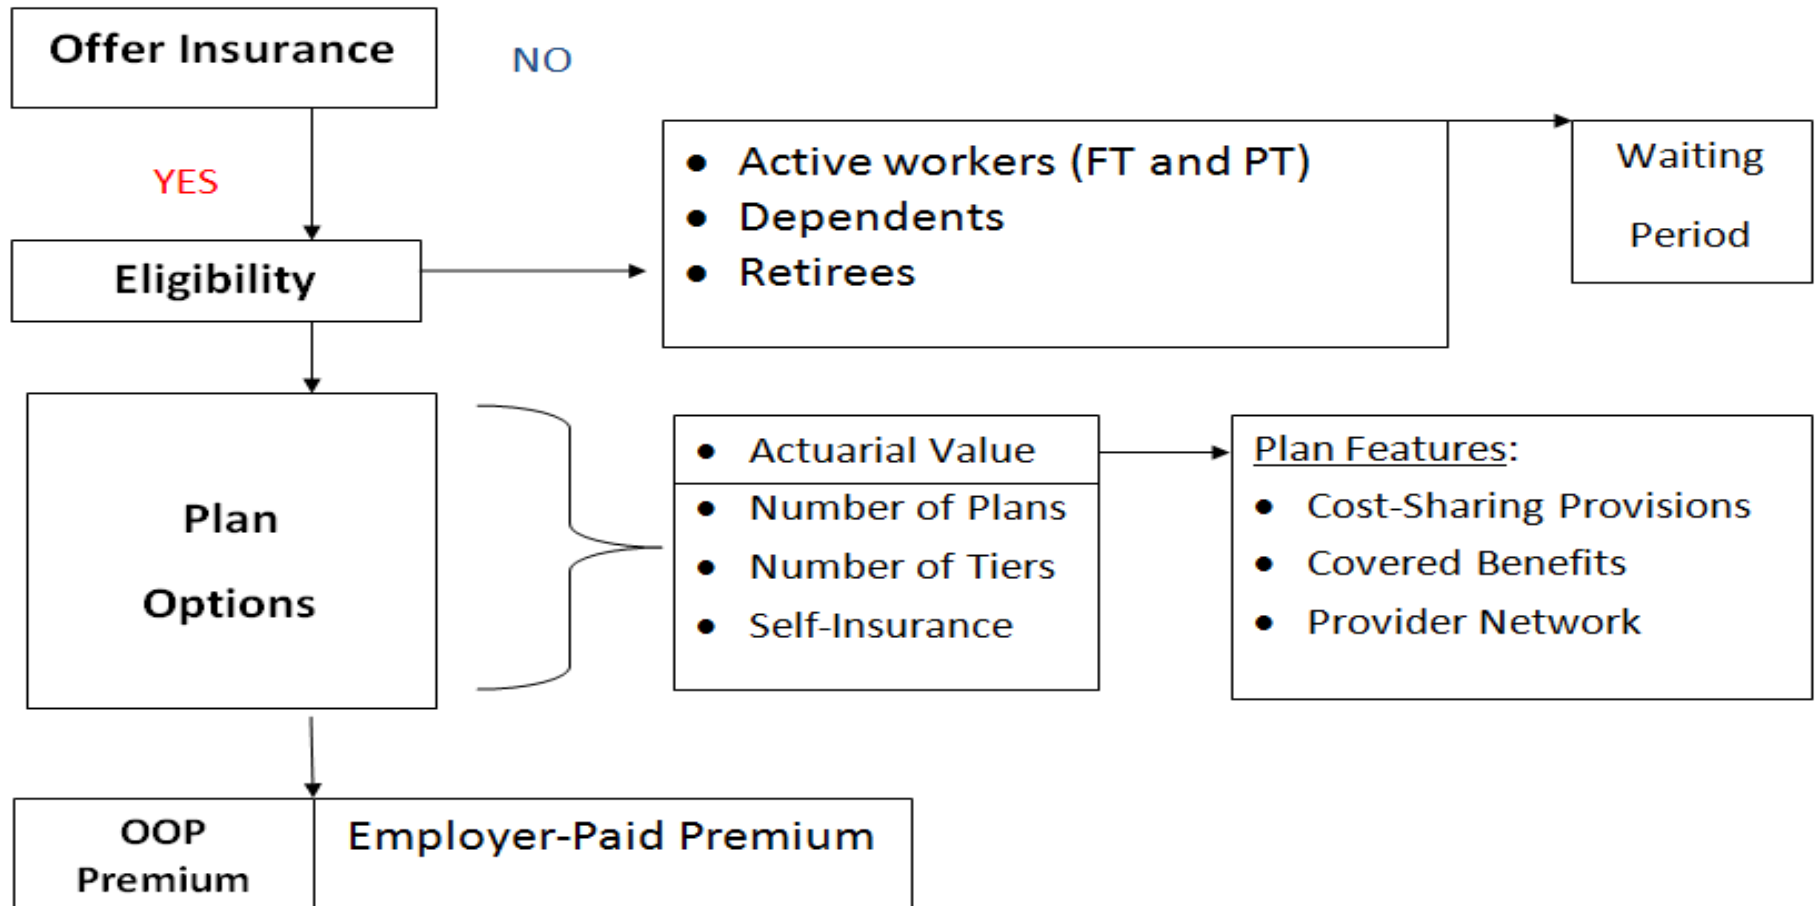 Offer Insurance
NO
YES
● Active workers (FT and PT)
● Dependents
● Retirees
Waiting
Period
Eligibility
Plan
Options
● Actuarial Value
● Number of Plans
● Number of Tiers
● Self-Insurance
Plan Features:
● Cost-Sharing Provisions
● Covered Benefits
● Provider Network
OOP
Premium
Employer-Paid Premium